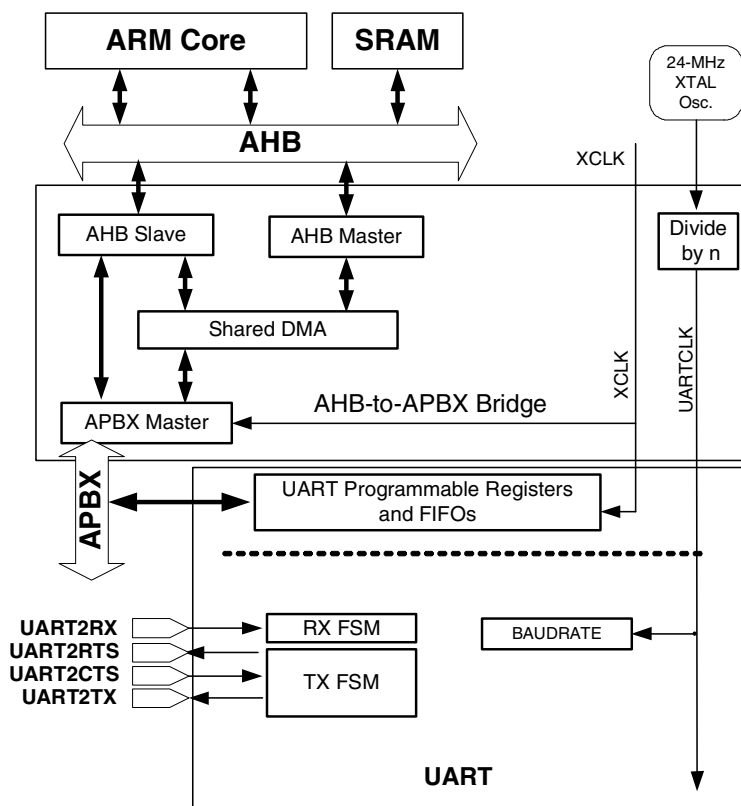 ARM Core
SRAM
24-MHz
XTAL
Osc.
AHB
XCLK
AHB Slave
AHB Master
Divide
by n
Shared DMA
XCLK
UARTCLK
APBX Master
AHB-to-APBX Bridge
APBX
UART Programmable Registers
and FIFOs
UART2RX
RX FSM
BAUDRATE
UART2RTS
UART2CTS
TX FSM
UART2TX
UART